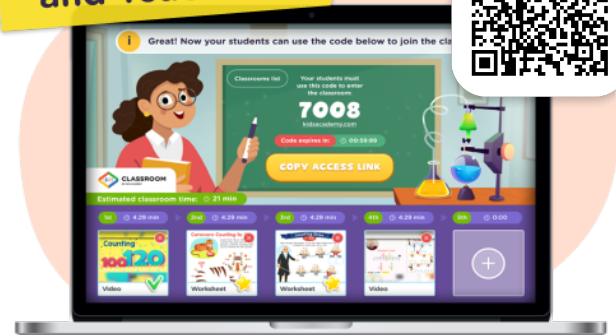 and
Great! Now your students can use the code below to join the cla
Classrooms list
Your students must
use this code to enter
the classroom
7008
kidsacademy.com
Code expires in: 00:59:99
COPY ACCESS LINK
CLASSROOM
Estimated classroom time: 21 min
1st 4:29 min 2nd 4:29 min 3rd 4:29 min 4th 4:29 min 5th 0:00
Counting
100 120
Video
Worksheet
Worksheet
Video